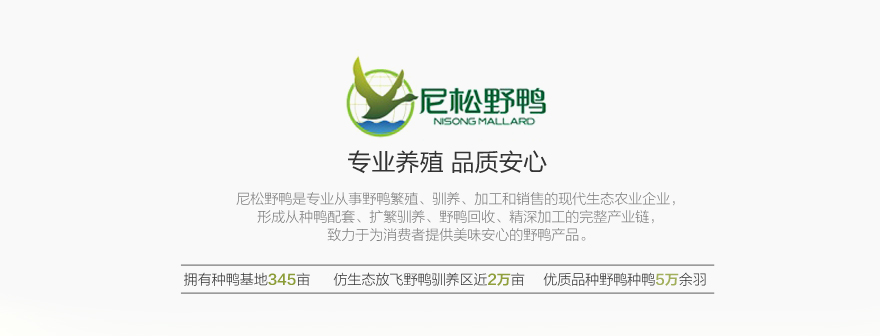 尼松野鸭
NISONG MALLARD
专业养殖 品质安心
尼松野鸭是专业从事野鸭繁殖、驯养、加工和销售的现代生态农业企业，
形成从种鸭配套、扩繁驯养、野鸭回收、精深加工的完整产业链，
致力于为消费者提供美味安心的野鸭产品。
拥有种鸭基地345亩 仿生态放飞野鸭驯养区近2万亩 优质品种野鸭种鸭5万余羽